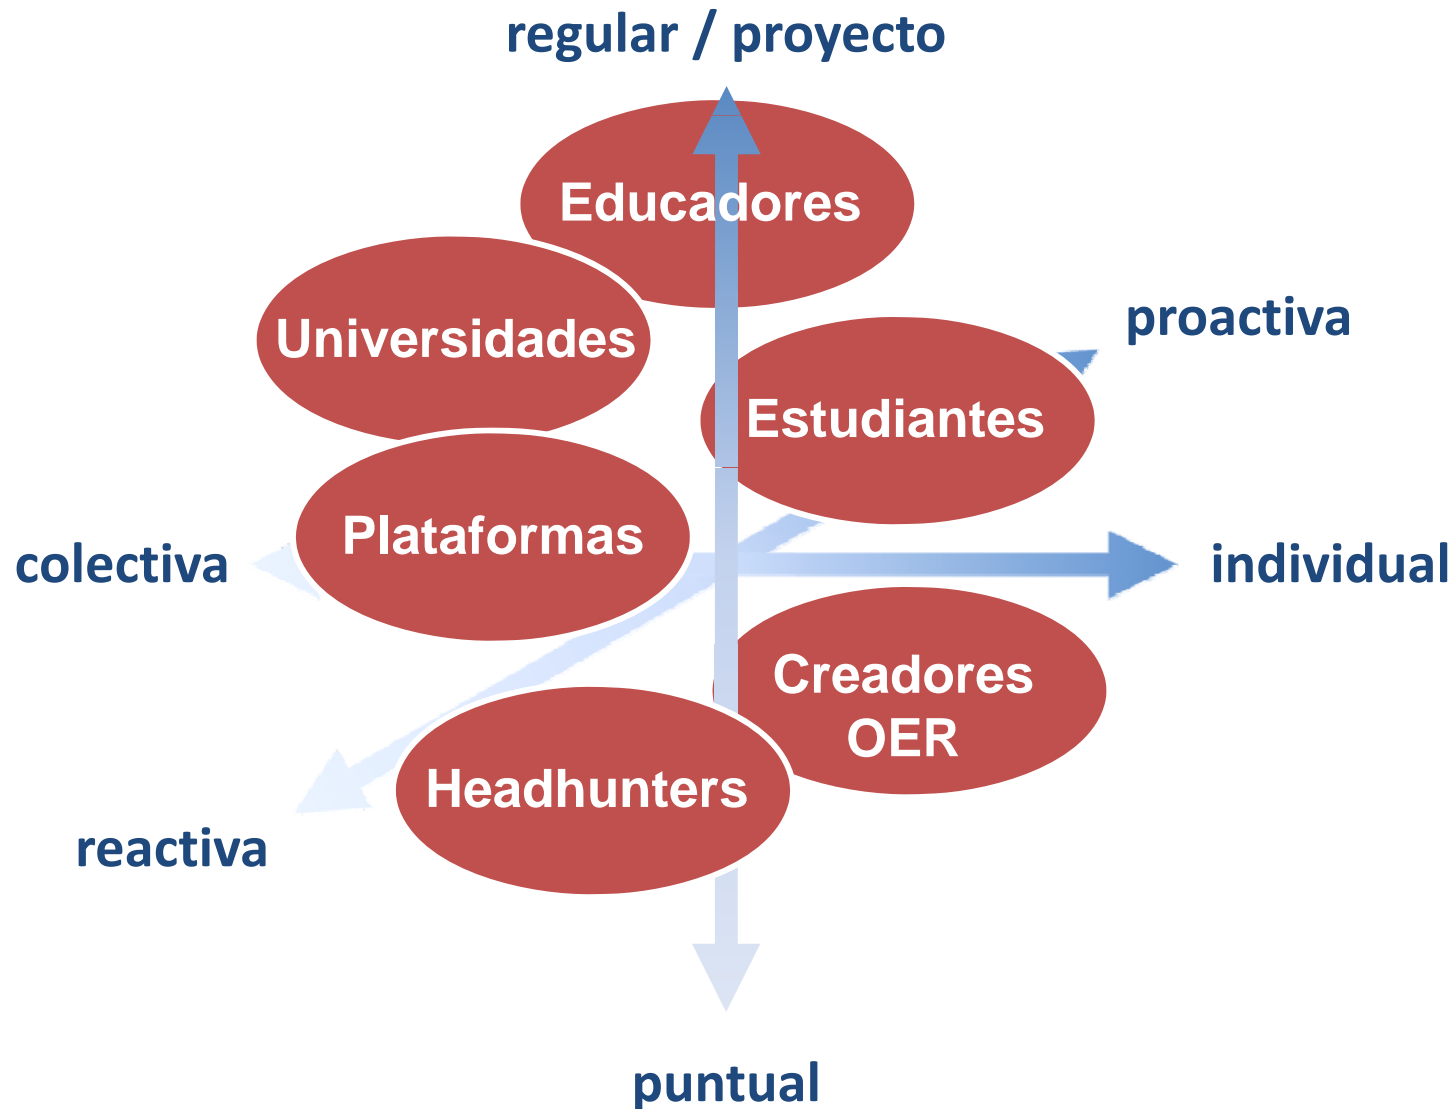 regular / proyecto
Educadores
Universidades
proactiva
Estudiantes
Plataformas
colectiva
individual
Creadores
OER
Headhunters
reactiva
puntual